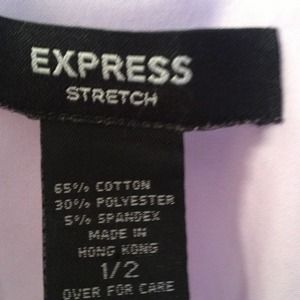 EXPRESS
STRETCH
65% COTTON
30% POLYESTER
5% SPANDEX
MADE IN
HONG KONG
1/2
OVER FOR CARE